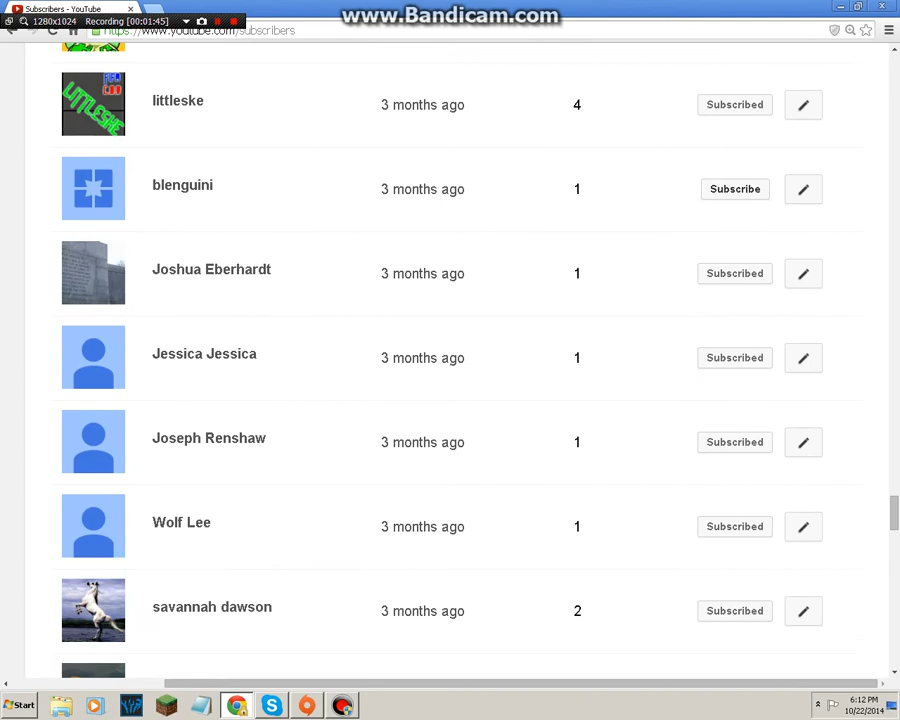 www.Bandicam.com
Subscribers - YouTube
1280x1024 Recording [00:01:45]
https://www.youtube.com/subscribers
LITTLESKE
littleske 3 months ago 4 Subscribed
blenguini 3 months ago 1 Subscribe
Joshua Eberhardt 3 months ago 1 Subscribed
Jessica Jessica 3 months ago 1 Subscribed
Joseph Renshaw 3 months ago 1 Subscribed
Wolf Lee 3 months ago 1 Subscribed
savannah dawson 3 months ago 2 Subscribed
Start
6:12 PM
10/22/2014